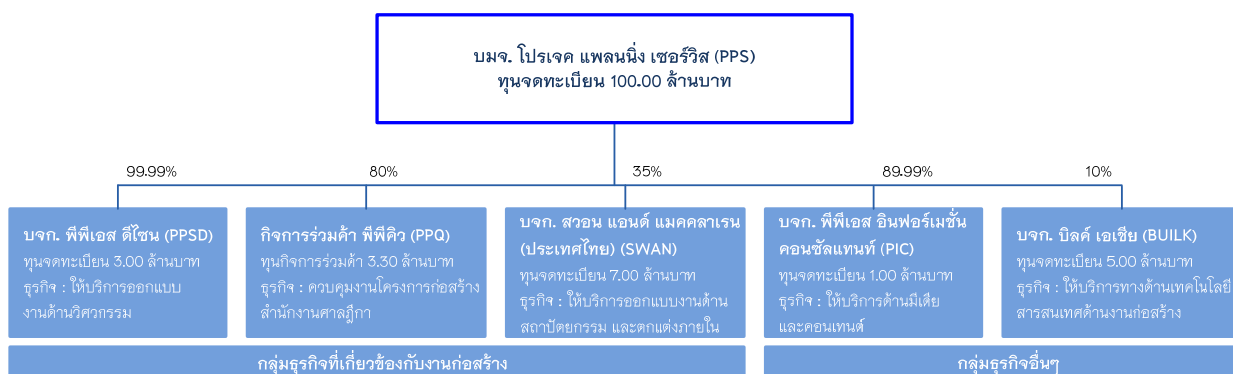 บมจ. โปรเจค แพลนนิ่ง เซอร์วิส (PPS)
ทุนจดทะเบียน 100.00 ล้านบาท
99.99%
80%
35%
89.99%
10%
บจก. พีพีเอส ดีไซน (PPSD)
ทุนจดทะเบียน 3.00 ล้านบาท
ธุรกิจ : ให้บริการออกแบบ
งานด้านวิศวกรรม
กิจการร่วมค้า พีพีคิว (PPQ)
ทุนกิจการร่วมค้า 3.30 ล้านบาท
ธุรกิจ : ควบคุมงานโครงการก่อสร้าง
สำนักงานศาลฎีกา
บจก. สวอน แอนด์ แมคคลาเรน
(ประเทศไทย) (SWAN)
ทุนจดทะเบียน 7.00 ล้านบาท
ธุรกิจ : ให้บริการออกแบบงานด้าน
สถาปัตยกรรม และตกแต่งภายใน
บจก. พีพีเอส อินฟอร์เมชั่น
คอนซัลแทนท์ (PIC)
ทุนจดทะเบียน 1.00 ล้านบาท
ธุรกิจ : ให้บริการด้านมีเดีย
และคอนเทนต์
บจก. บิลค์ เอเชีย (BUILK)
ทุนจดทะเบียน 5.00 ล้านบาท
ธุรกิจ : ให้บริการทางด้านเทคโนโลยี
สารสนเทศด้านงานก่อสร้าง
กลุ่มธุรกิจที่เกี่ยวข้องกับงานก่อสร้าง
กลุ่มธุรกิจอื่นๆ